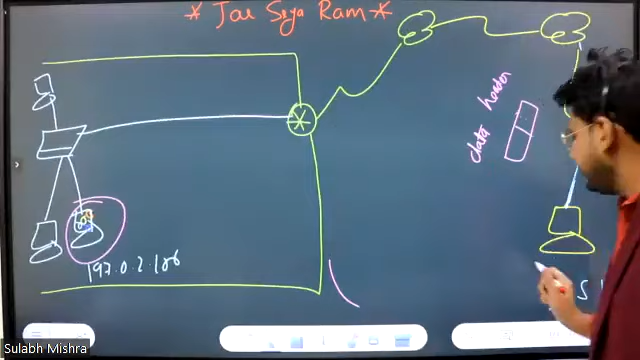 * Jai Siya Ram *
header
data
197.0.2.106
S
Sulabh Mishra